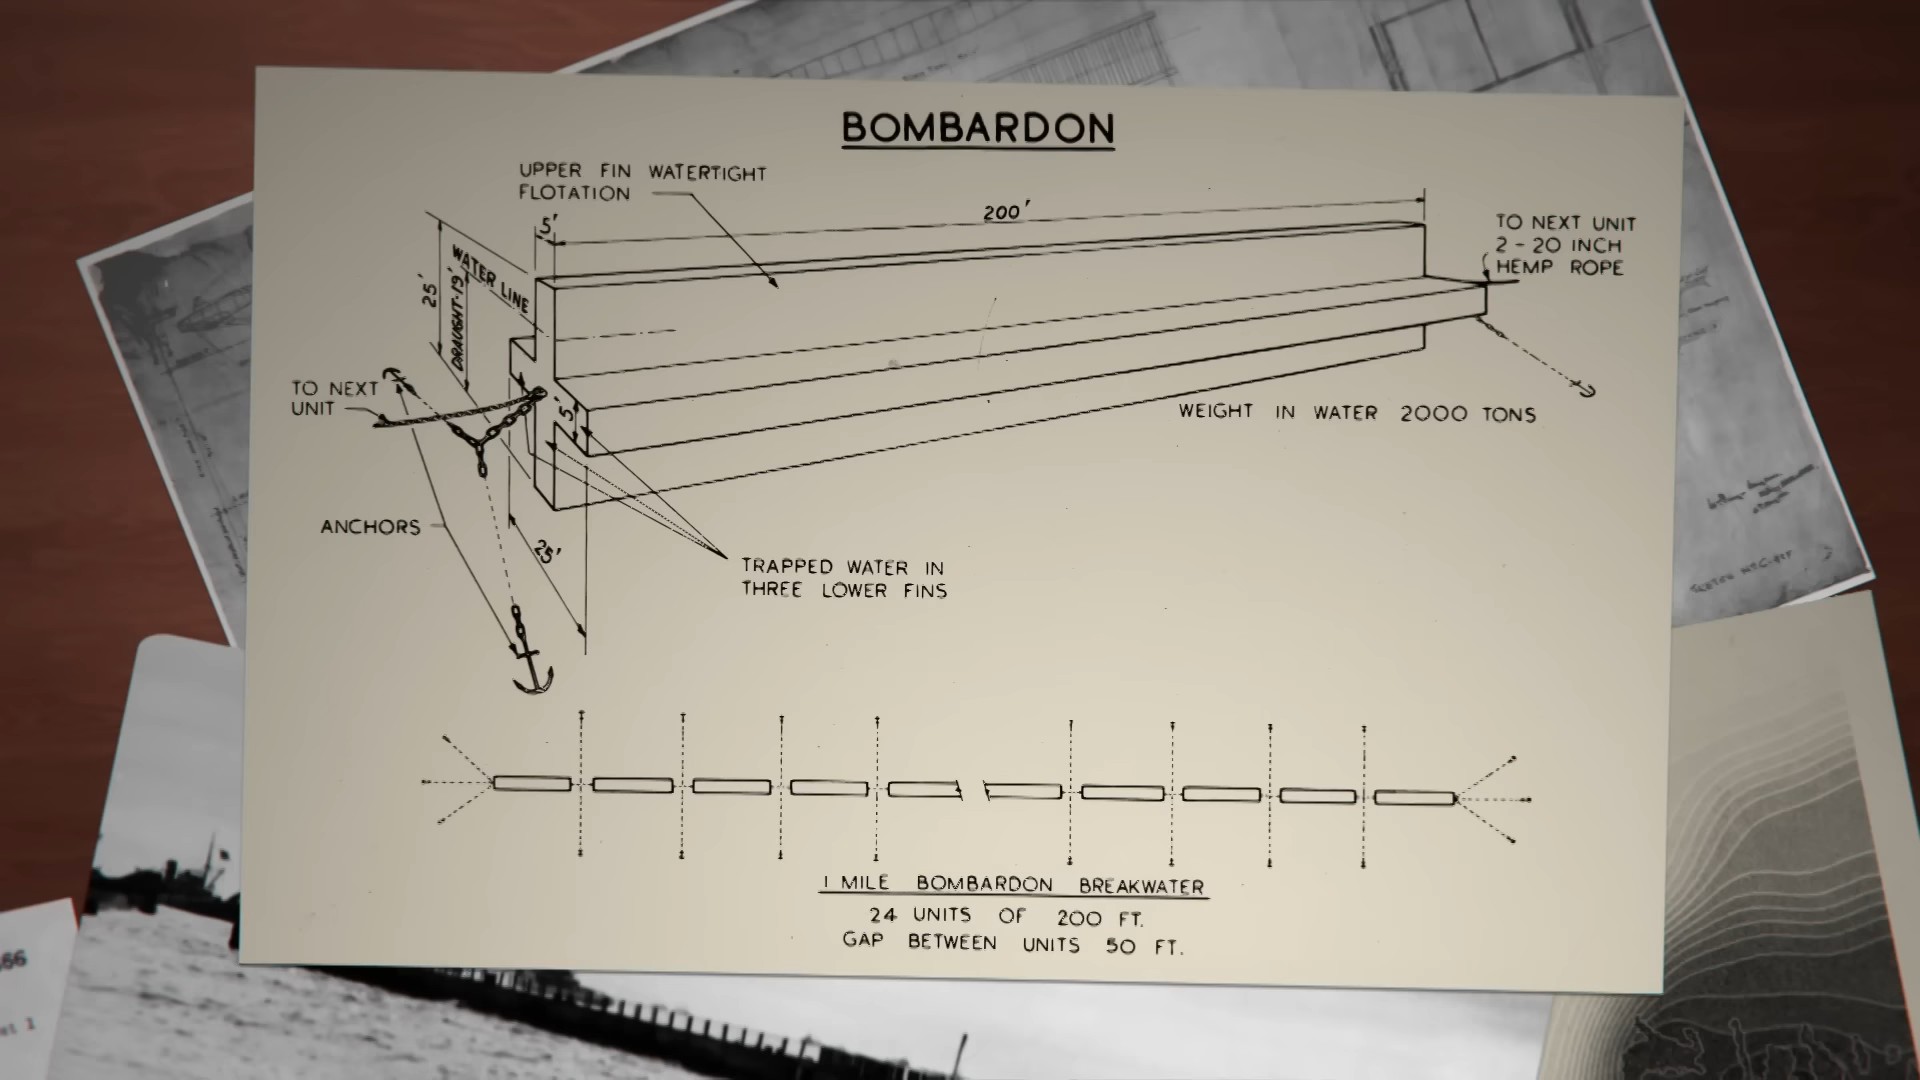 BOMBARDON
UPPER FIN WATERTIGHT
FLOTATION
5'
200'
TO NEXT UNIT
2-20 INCH
HEMP ROPE
WATER LINE
25'
DRAUGHT-19'
TO NEXT
UNIT
5'
WEIGHT IN WATER 2000 TONS
ANCHORS
25'
TRAPPED WATER IN
THREE LOWER FINS
1 MILE BOMBARDON BREAKWATER
24 UNITS OF 200 FT.
GAP BETWEEN UNITS 50 FT.
66